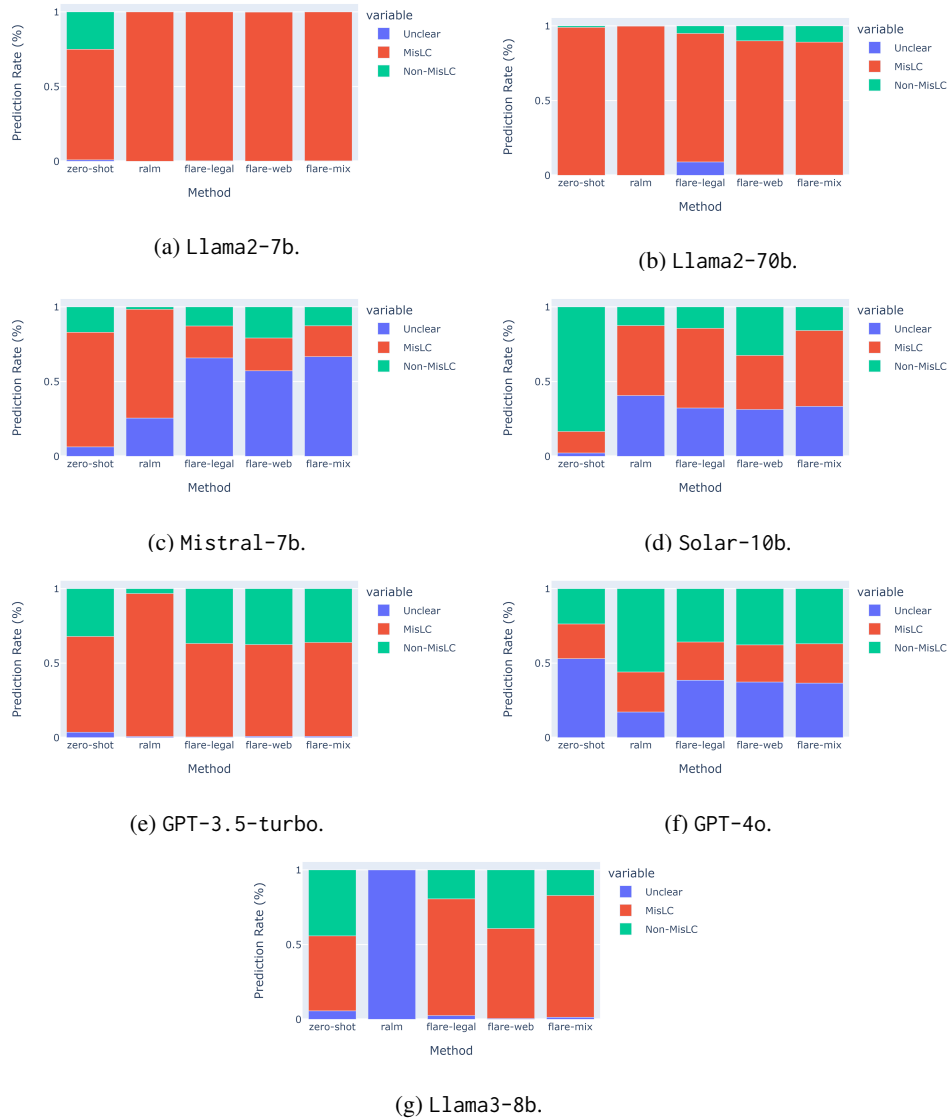 variable
1
Unclear
MisLC
Non-MisLC
0.5
0
Prediction Rate (%)
zero-shot ralm flare-legal flare-web flare-mix
Method
(a) Llama2-7b.
variable
1
Unclear
MisLC
Non-MisLC
0.5
0
Prediction Rate (%)
zero-shot ralm flare-legal flare-web flare-mix
Method
(b) Llama2-70b.
variable
1
Unclear
MisLC
Non-MisLC
0.5
0
Prediction Rate (%)
zero-shot ralm flare-legal flare-web flare-mix
Method
(c) Mistral-7b.
variable
1
Unclear
MisLC
Non-MisLC
0.5
0
Prediction Rate (%)
zero-shot ralm flare-legal flare-web flare-mix
Method
(d) Solar-10b.
variable
1
Unclear
MisLC
Non-MisLC
0.5
0
Prediction Rate (%)
zero-shot ralm flare-legal flare-web flare-mix
Method
(e) GPT-3.5-turbo.
variable
1
Unclear
MisLC
Non-MisLC
0.5
0
Prediction Rate (%)
zero-shot ralm flare-legal flare-web flare-mix
Method
(f) GPT-4o.
variable
1
Unclear
MisLC
Non-MisLC
0.5
0
Prediction Rate (%)
zero-shot ralm flare-legal flare-web flare-mix
Method
(g) Llama3-8b.